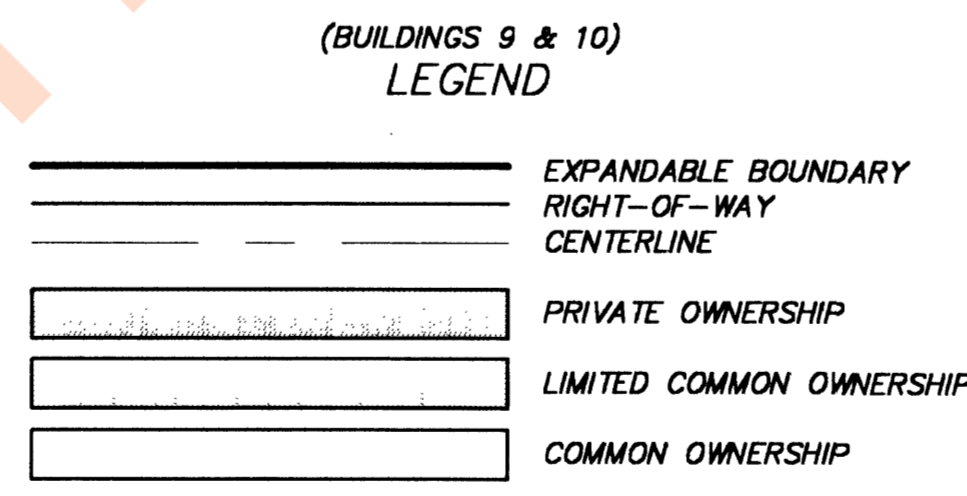 (BUILDINGS 9 & 10)
LEGEND
EXPANDABLE BOUNDARY
RIGHT-OF-WAY
CENTERLINE
PRIVATE OWNERSHIP
LIMITED COMMON OWNERSHIP
COMMON OWNERSHIP